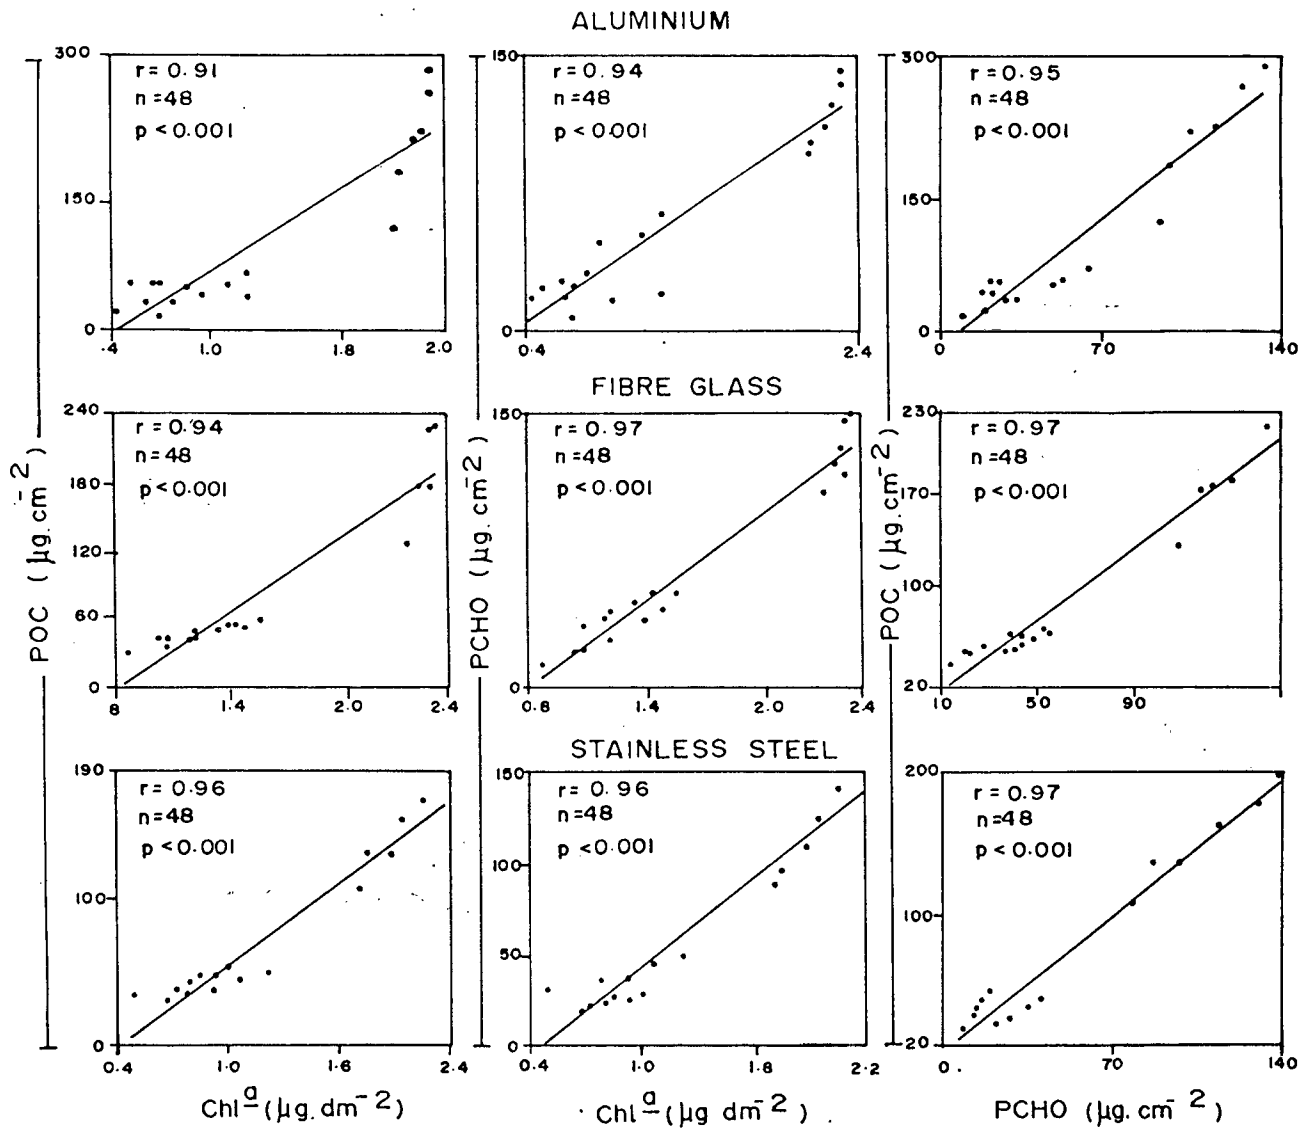 ALUMINIUM
300
150
0
r = 0.91
n = 48
p < 0.001
.4 1.0 1.8 2.0
150
0
r = 0.94
n = 48
p < 0.001
0.4 2.4
300
150
0
r = 0.95
n = 48
p < 0.001
0 70 140
FIBRE GLASS
240
180
120
60
0
r = 0.94
n = 48
p < 0.001
8 1.4 2.0 2.4
150
0
r = 0.97
n = 48
p < 0.001
0.8 1.4 2.0 2.4
230
170
100
20
r = 0.97
n = 48
p < 0.001
10 50 90
STAINLESS STEEL
190
100
0
r = 0.96
n = 48
p < 0.001
0.4 1.0 1.6 2.4
150
100
50
0
r = 0.96
n = 48
p < 0.001
0.4 1.0 1.8 2.2
200
100
20
r = 0.97
n = 48
p < 0.001
0. 70 140
POC (µg. cm⁻²)
PCHO (µg. cm⁻²)
POC (µg. cm⁻²)
Chl a (µg. dm⁻²)
Chl a (µg dm⁻²)
PCHO (µg. cm⁻²)